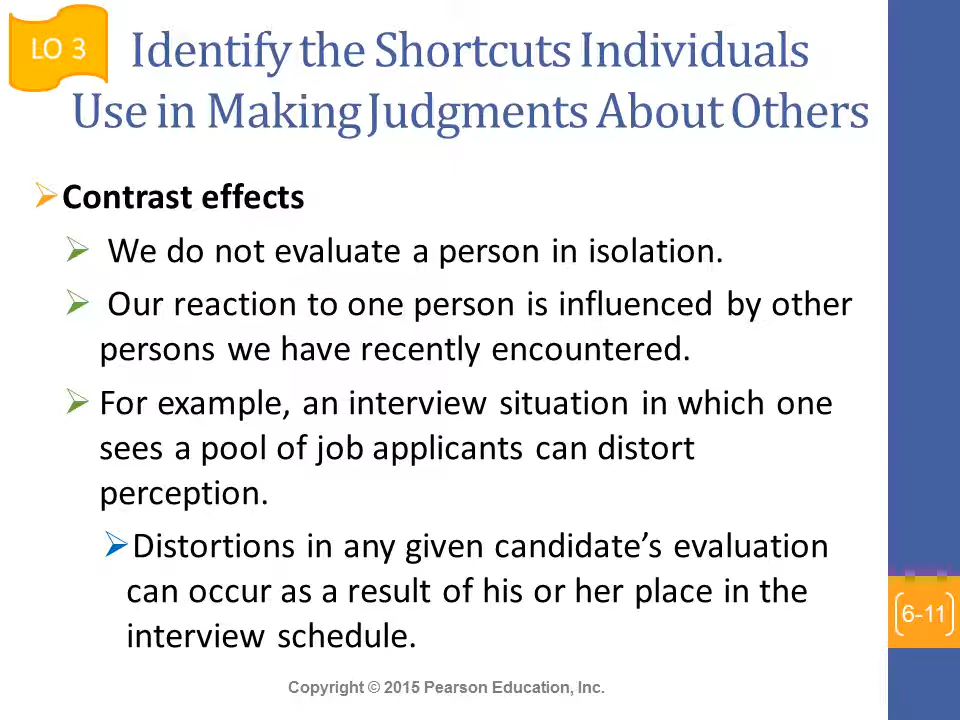 LO 3
Identify the Shortcuts Individuals
Use in Making Judgments About Others
Contrast effects
We do not evaluate a person in isolation.
Our reaction to one person is influenced by other
persons we have recently encountered.
For example, an interview situation in which one
sees a pool of job applicants can distort
perception.
Distortions in any given candidate’s evaluation
can occur as a result of his or her place in the
interview schedule.
6-11
Copyright © 2015 Pearson Education, Inc.